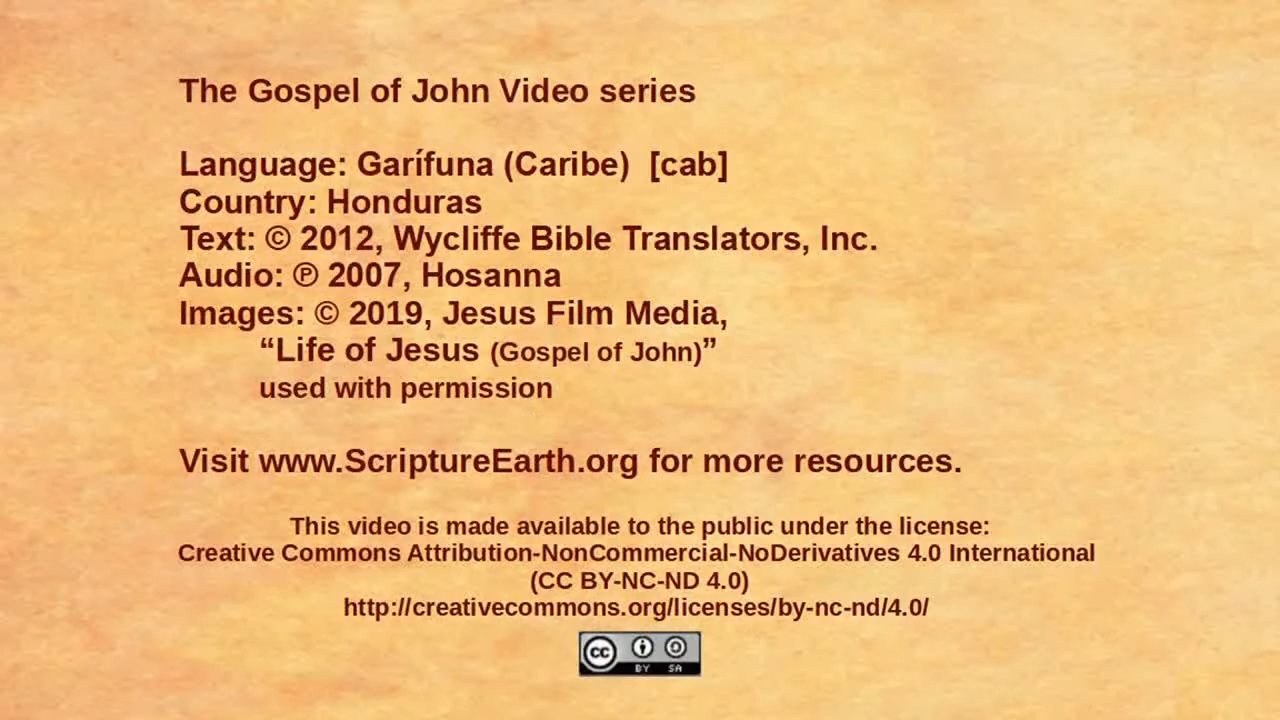 The Gospel of John Video series
Language: Garífuna (Caribe) [cab]
Country: Honduras
Text: © 2012, Wycliffe Bible Translators, Inc.
Audio: ℗ 2007, Hosanna
Images: © 2019, Jesus Film Media,
“Life of Jesus (Gospel of John)”
used with permission
Visit www.ScriptureEarth.org for more resources.
This video is made available to the public under the license:
Creative Commons Attribution-NonCommercial-NoDerivatives 4.0 International
(CC BY-NC-ND 4.0)
http://creativecommons.org/licenses/by-nc-nd/4.0/
cc BY SA